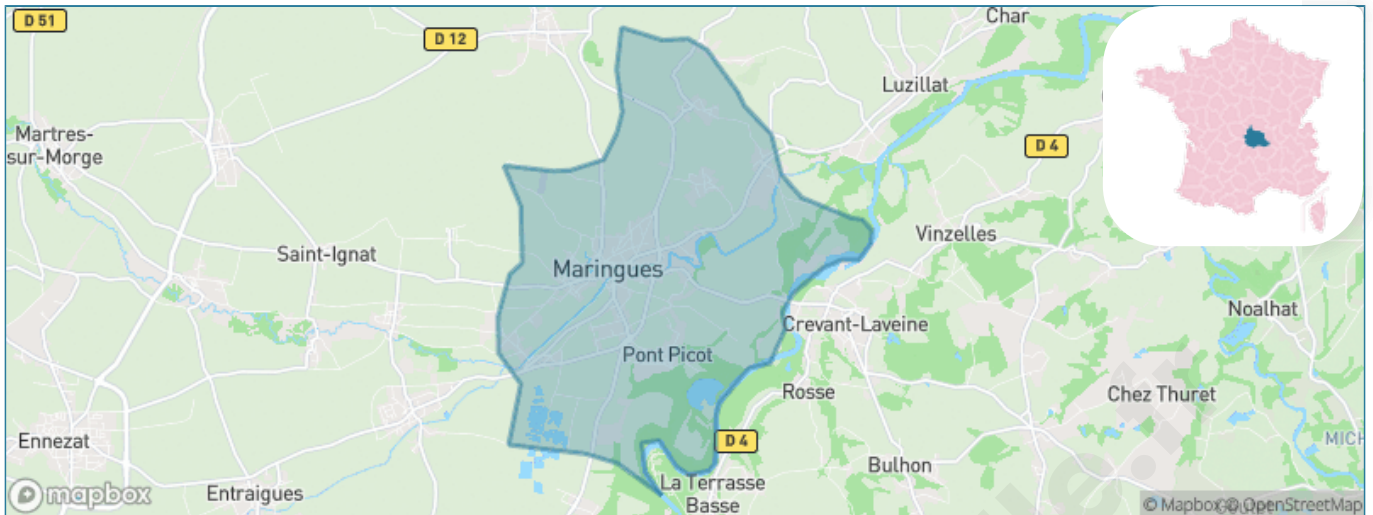 D 51
D 12
Char
Luzillat
Martres-
sur-Morge
D 4
Saint-Ignat
Vinzelles
Maringues
Noalhat
Crevant-Laveine
Pont Picot
Rosse
Chez Thuret
Ennezat
D 4
MICH
Bulhon
La Terrasse
Basse
Entraigues
mapbox
© Mapbox © OpenStreetMap